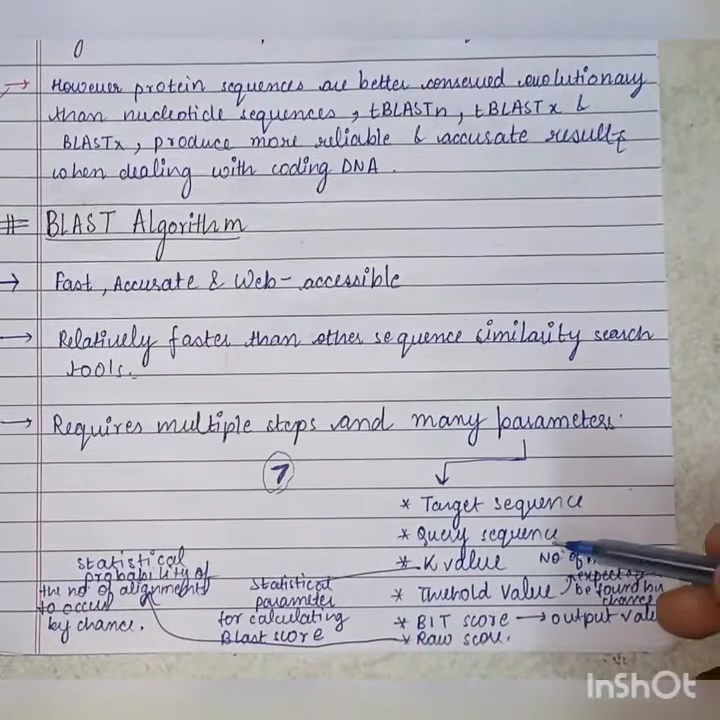 → However protein sequences are better conserved evolutionary
than nucleotide sequences, tBLASTn, tBLASTx &
BLASTx, produce more reliable & accurate results
when dealing with coding DNA.
# BLAST Algorithm
→ Fast, Accurate & Web-accessible
→ Relatively faster than other sequence similarity search
tools.
→ Requires multiple steps and many parameters.
7
* Target sequence
* Query sequence
* K value
No of
* Threhold value
expected
be found by
chance
* BIT score → output value
* Raw score.
Statistical
parameter
for calculating
Blast score
statistical
probability of
the no of alignments
to occur
by chance.
InShOt